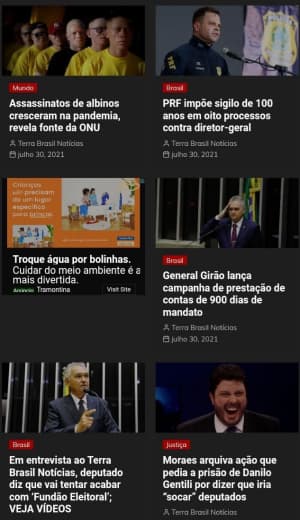 Mundo
Assassinatos de albinos
cresceram na pandemia,
revela fonte da ONU
Terra Brasil Notícias
julho 30, 2021
Brasil
PRF impõe sigilo de 100
anos em oito processos
contra diretor-geral
Terra Brasil Notícias
julho 30, 2021
Crianças
precisam
de um lugar
específico
para
Troque água por bolinhas.
Cuidar do meio ambiente é a
mais divertida.
Anúncio Tramontina
Visit Site
Brasil
General Girão lança
campanha de prestação de
contas de 900 dias de
mandato
Terra Brasil Notícias
julho 30, 2021
Brasil
Em entrevista ao Terra
Brasil Notícias, deputado
diz que vai tentar acabar
com ‘Fundão Eleitoral’;
VEJA VÍDEOS
Justiça
Moraes arquiva ação que
pedia a prisão de Danilo
Gentili por dizer que iria
“socar” deputados
Terra Brasil Notícias